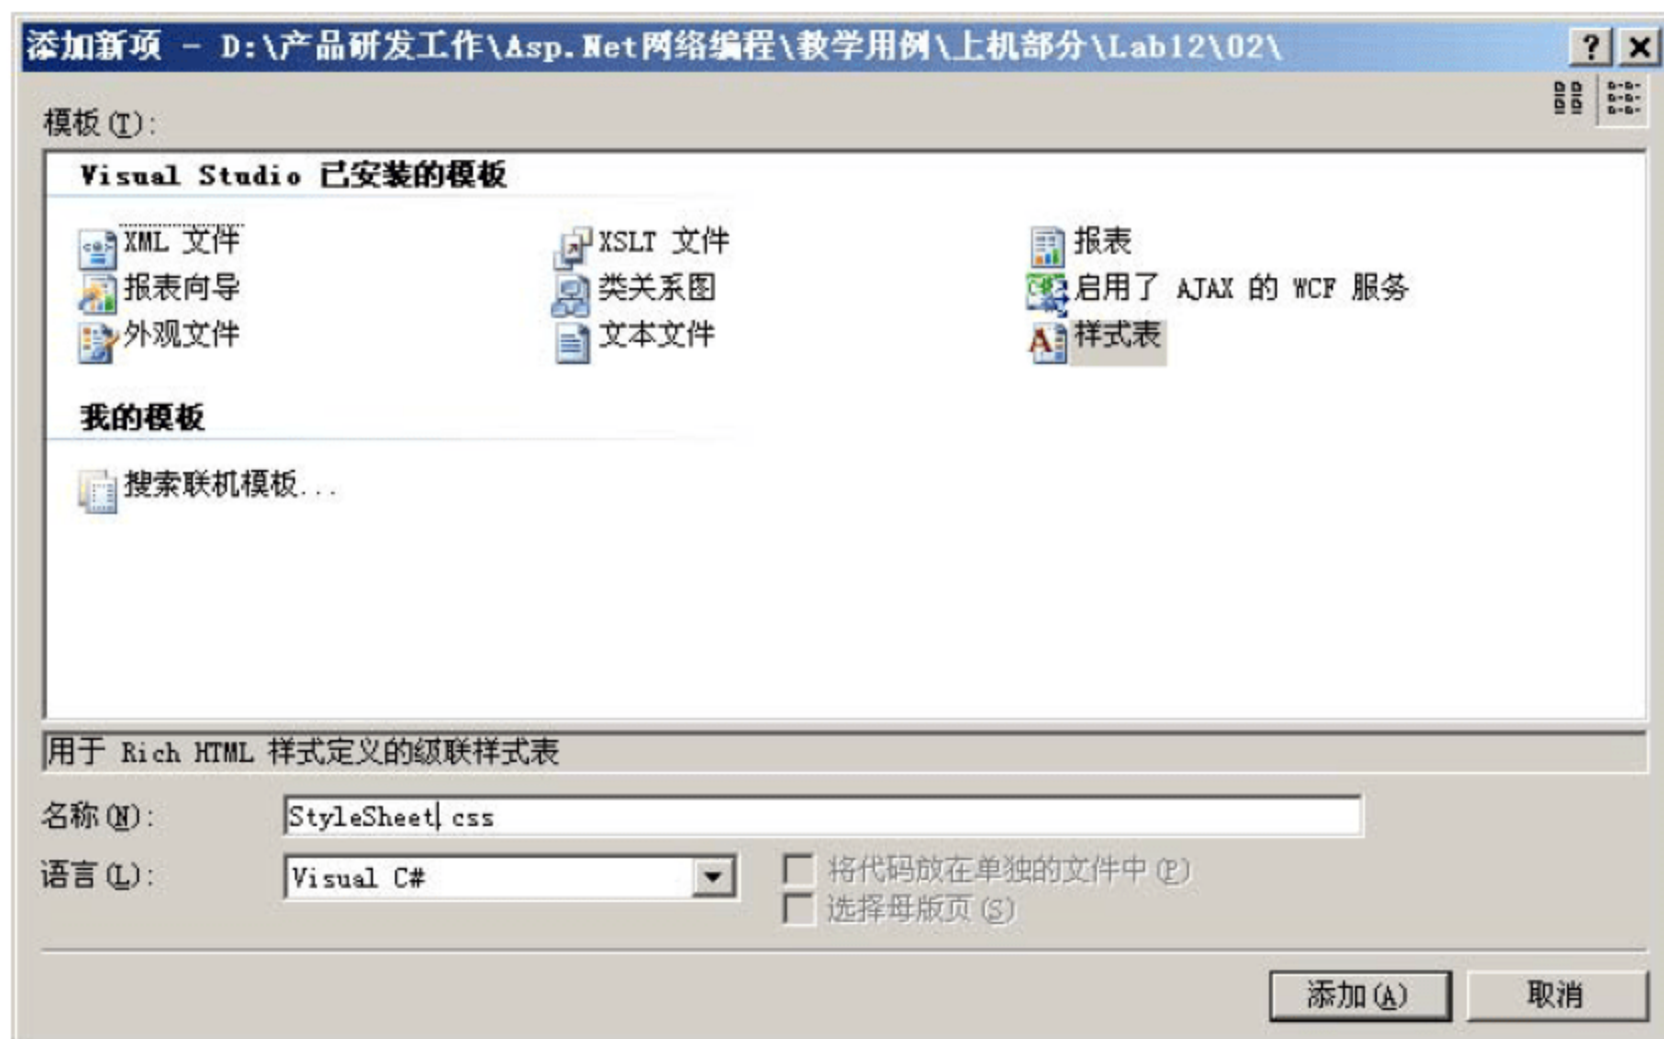 添加新项 - D:\产品研发工作\Asp.Net网络编程\教学用例\上机部分\Lab12\02\
模板(T):
Visual Studio 已安装的模板
XML 文件 XSLT 文件 报表
报表向导 类关系图 启用了 AJAX 的 WCF 服务
外观文件 文本文件 样式表
我的模板
搜索联机模板...
用于 Rich HTML 样式定义的级联样式表
名称(N): StyleSheet.css
语言(L): Visual C# 将代码放在单独的文件中(P)
选择母版页(S)
添加(A) 取消